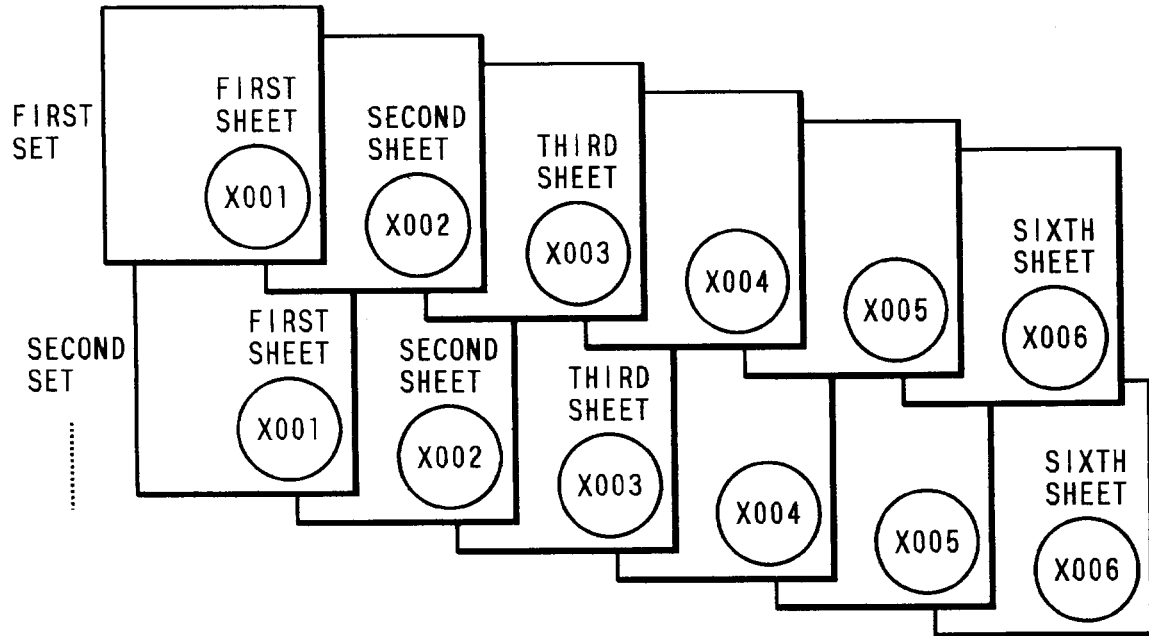 FIRST
SET
FIRST
SHEET
X001
SECOND
SHEET
X002
THIRD
SHEET
X003
X004
X005
SIXTH
SHEET
X006
SECOND
SET
FIRST
SHEET
X001
SECOND
SHEET
X002
THIRD
SHEET
X003
X004
X005
SIXTH
SHEET
X006